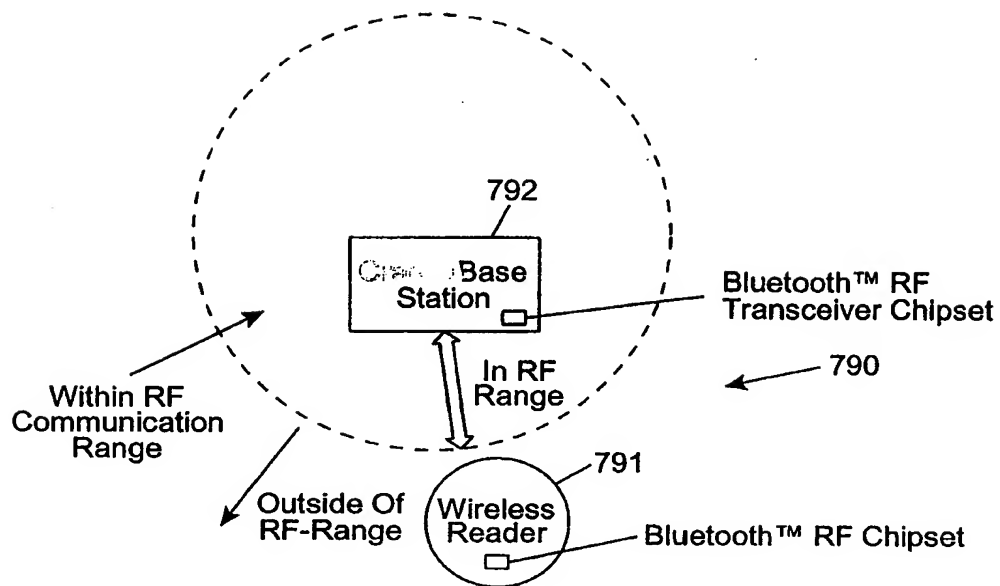 792
Base
Station
Bluetooth™ RF
Transceiver Chipset
In RF
Range
790
Within RF
Communication
Range
791
Outside Of
RF-Range
Wireless
Reader
Bluetooth™ RF Chipset